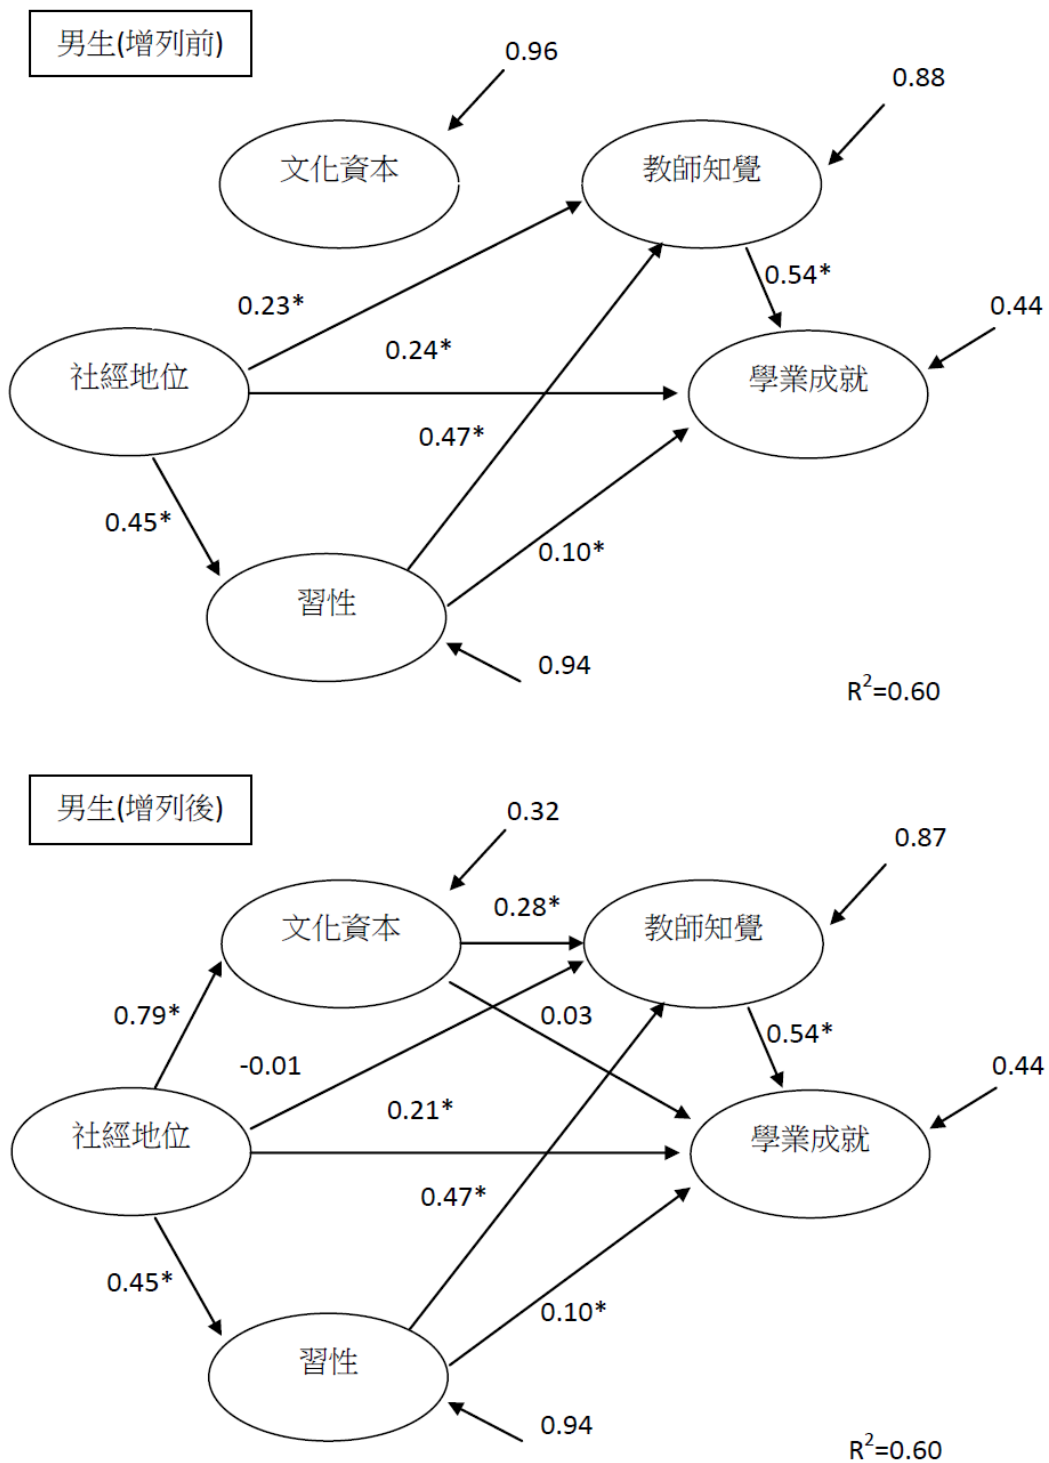 男生(增列前)
0.96
0.88
文化資本
教師知覺
0.23*
0.54*
0.44
社經地位
0.24*
學業成就
0.47*
0.45*
0.10*
習性
0.94
R²=0.60
男生(增列後)
0.32
0.87
文化資本
0.28*
教師知覺
0.79*
0.03
0.54*
-0.01
0.44
社經地位
0.21*
學業成就
0.47*
0.45*
0.10*
習性
0.94
R²=0.60